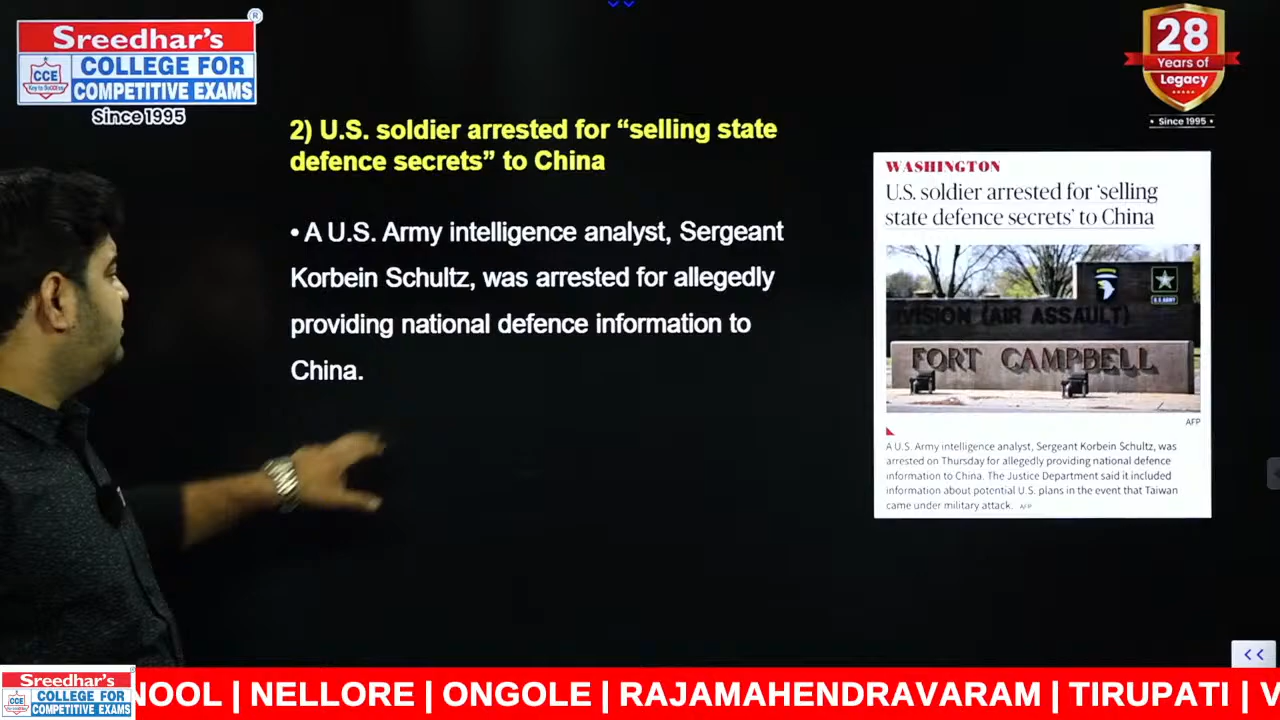 Sreedhar's
®
CCE
COLLEGE FOR
COMPETITIVE EXAMS
Since 1995
28
Years of
Legacy
• Since 1995 •
2) U.S. soldier arrested for “selling state
defence secrets” to China
• A U.S. Army intelligence analyst, Sergeant
Korbein Schultz, was arrested for allegedly
providing national defence information to
China.
WASHINGTON
U.S. soldier arrested for ‘selling
state defence secrets’ to China
U.S. ARMY
VISION (AIR ASSAULT)
FORT CAMPBELL
AFP
A U.S. Army intelligence analyst, Sergeant Korbein Schultz, was
arrested on Thursday for allegedly providing national defence
information to China. The Justice Department said it included
information about potential U.S. plans in the event that Taiwan
came under military attack. AFP
Sreedhar's
CCE
COLLEGE FOR
COMPETITIVE EXAMS
NOOL | NELLORE | ONGOLE | RAJAMAHENDRAVARAM | TIRUPATI | V